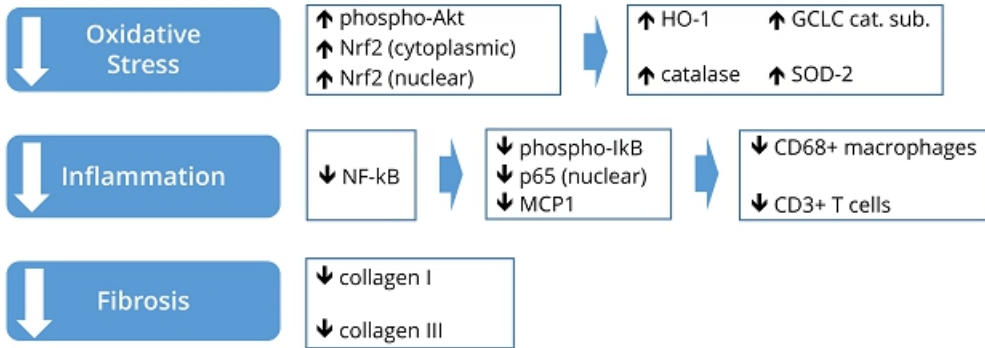 Oxidative
Stress
↑ phospho-Akt
↑ Nrf2 (cytoplasmic)
↑ Nrf2 (nuclear)
↑ HO-1 ↑ GCLC cat. sub.
↑ catalase ↑ SOD-2
Inflammation
↓ NF-kB
↓ phospho-IkB
↓ p65 (nuclear)
↓ MCP1
↓ CD68+ macrophages
↓ CD3+ T cells
Fibrosis
↓ collagen I
↓ collagen III